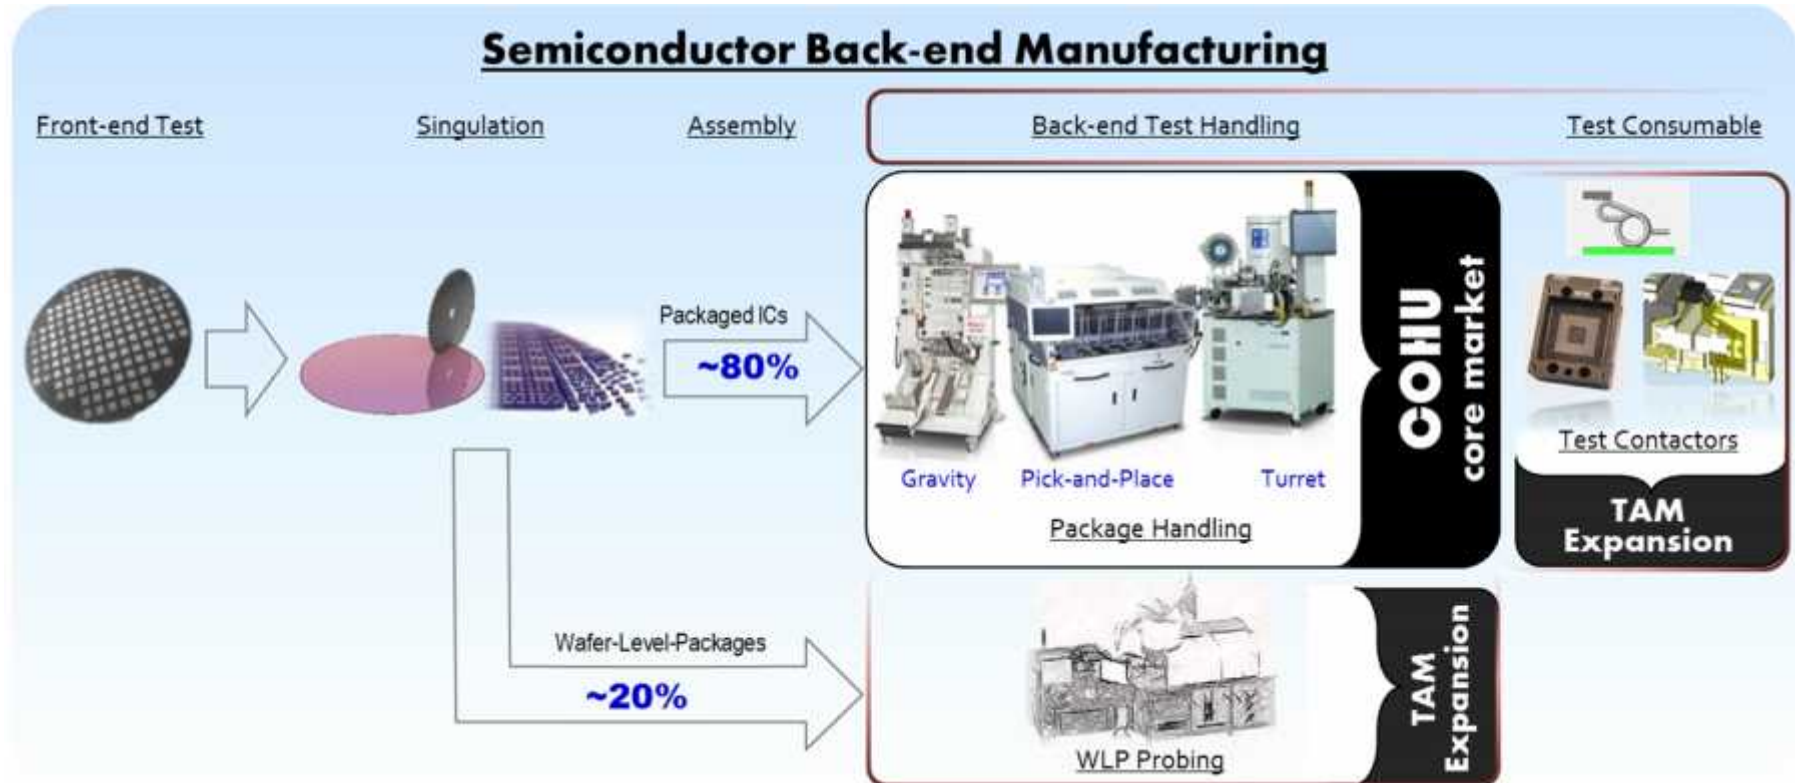 Semiconductor Back-end Manufacturing
Front-end Test
Singulation
Assembly
Back-end Test Handling
Test Consumable
Packaged ICs
~80%
Gravity
Pick-and-Place
Turret
Package Handling
COHU
core market
Test Contactors
TAM
Expansion
Wafer-Level-Packages
~20%
WLP Probing
TAM
Expansion